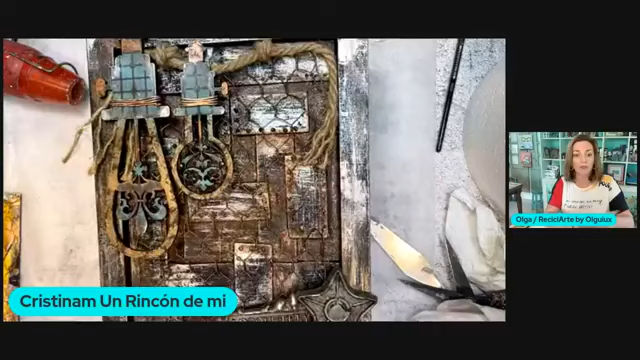 Cristinam Un Rincón de mi
Olga / ReciclArte by Olguiux